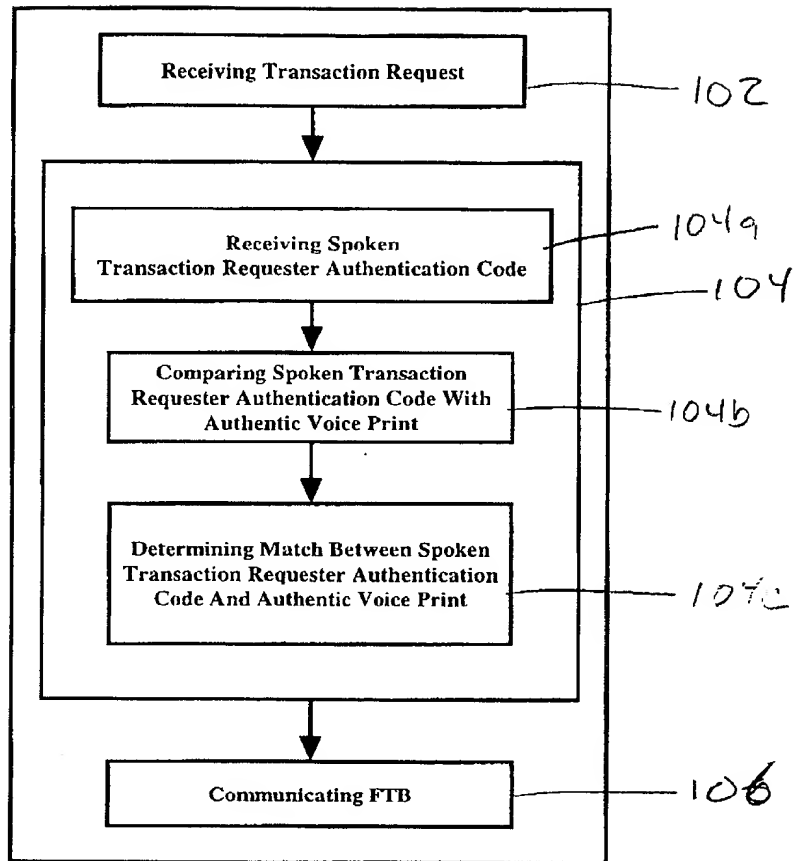 Receiving Transaction Request
102
Receiving Spoken
Transaction Requester Authentication Code
104a
104
Comparing Spoken Transaction
Requester Authentication Code With
Authentic Voice Print
104b
Determining Match Between Spoken
Transaction Requester Authentication
Code And Authentic Voice Print
104c
Communicating FTB
106